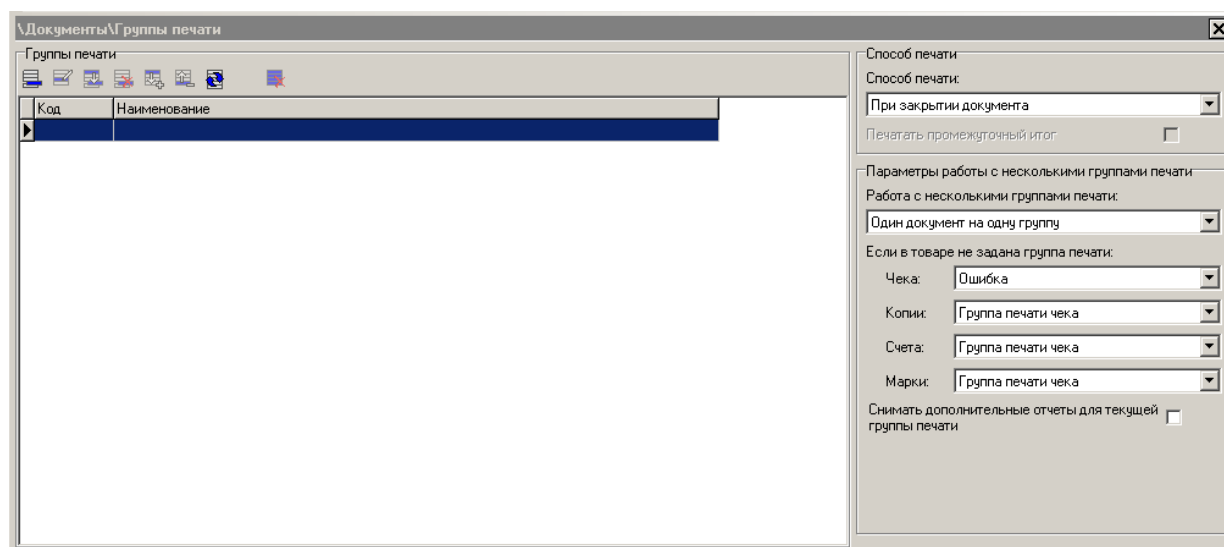 \Документы\Группы печати
Группы печати
Код Наименование
Способ печати
Способ печати:
При закрытии документа
Печатать промежуточный итог
Параметры работы с несколькими группами печати
Работа с несколькими группами печати:
Один документ на одну группу
Если в товаре не задана группа печати:
Чека: Ошибка
Копии: Группа печати чека
Счета: Группа печати чека
Марки: Группа печати чека
Снимать дополнительные отчеты для текущей
группы печати